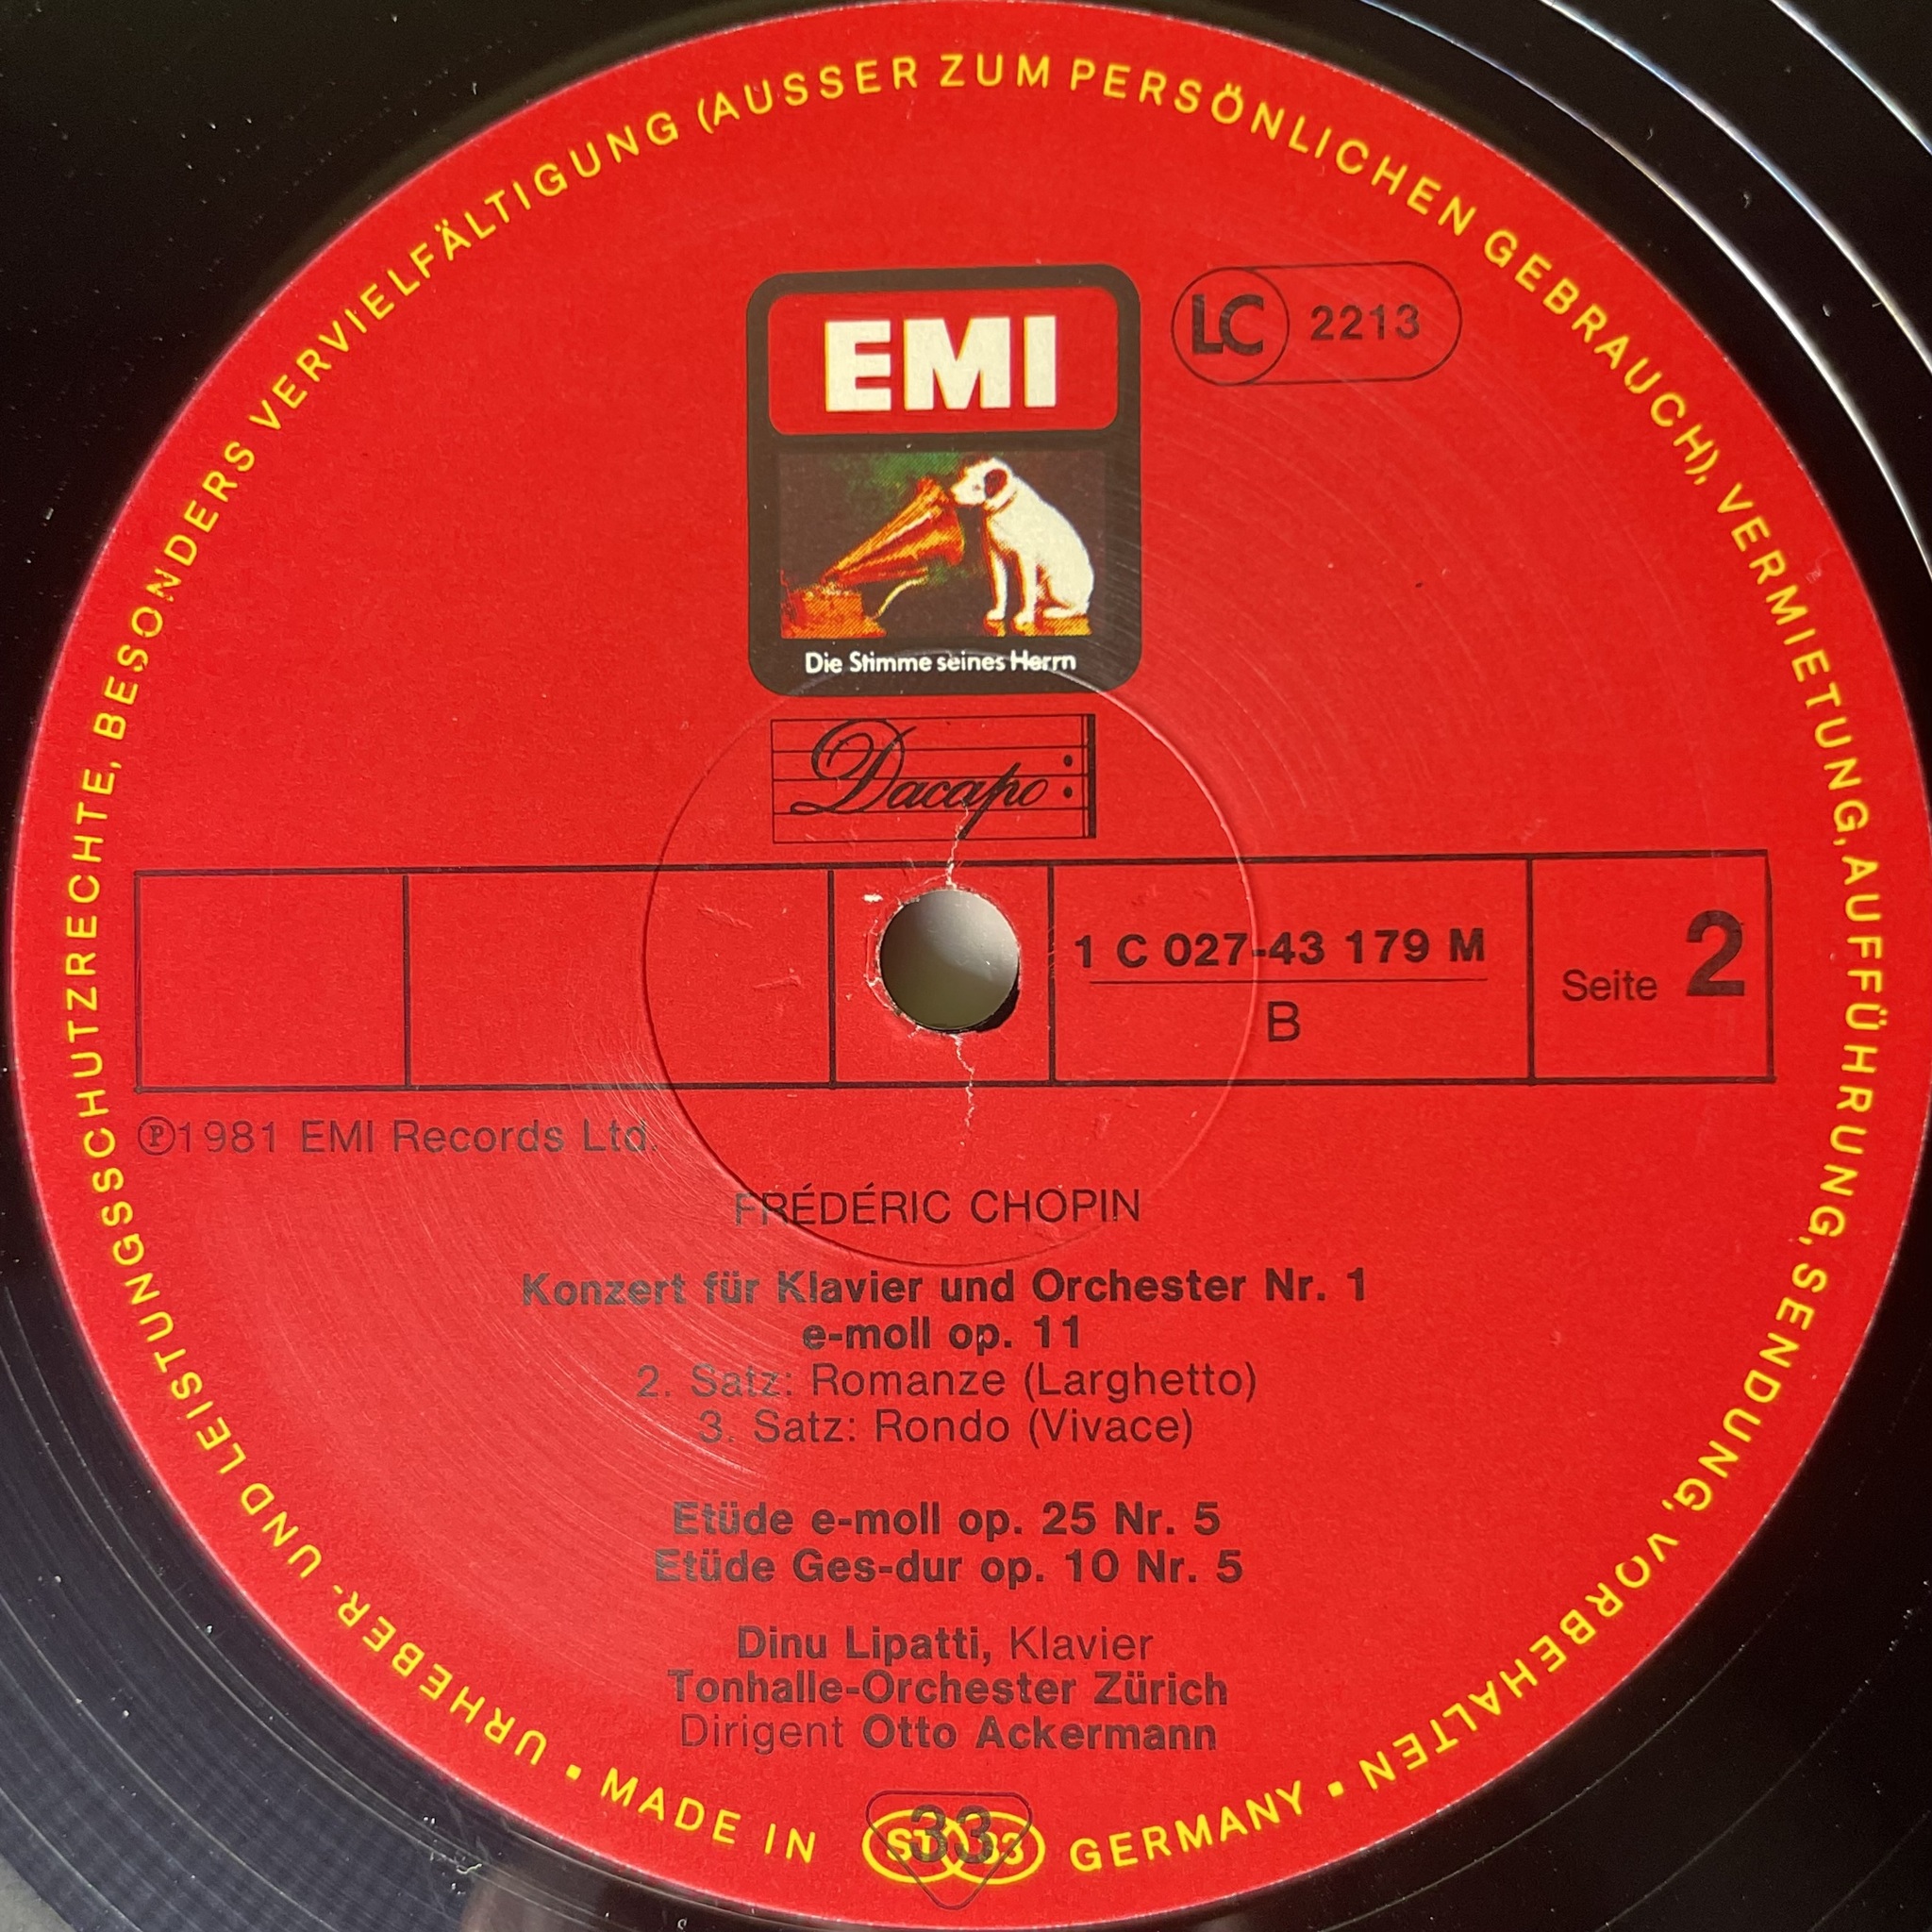 URHEBER- UND LEISTUNGSSCHUTZRECHTE, BESONDERS VERVIELFÄLTIGUNG (AUSSER ZUM PERSÖNLICHEN GEBRAUCH), VERMIETUNG, AUFFÜHRUNG, SENDUNG, VORBEHALTEN
EMI
LC 2213
Die Stimme seines Herrn
Dacapo
1 C 027-43 179 M
B
Seite 2
℗1981 EMI Records Ltd.
FRÉDÉRIC CHOPIN
Konzert für Klavier und Orchester Nr. 1
e-moll op. 11
2. Satz: Romanze (Larghetto)
3. Satz: Rondo (Vivace)
Etüde e-moll op. 25 Nr. 5
Etüde Ges-dur op. 10 Nr. 5
Dinu Lipatti, Klavier
Tonhalle-Orchester Zürich
Dirigent Otto Ackermann
33
ST 33
▪ MADE IN GERMANY ▪